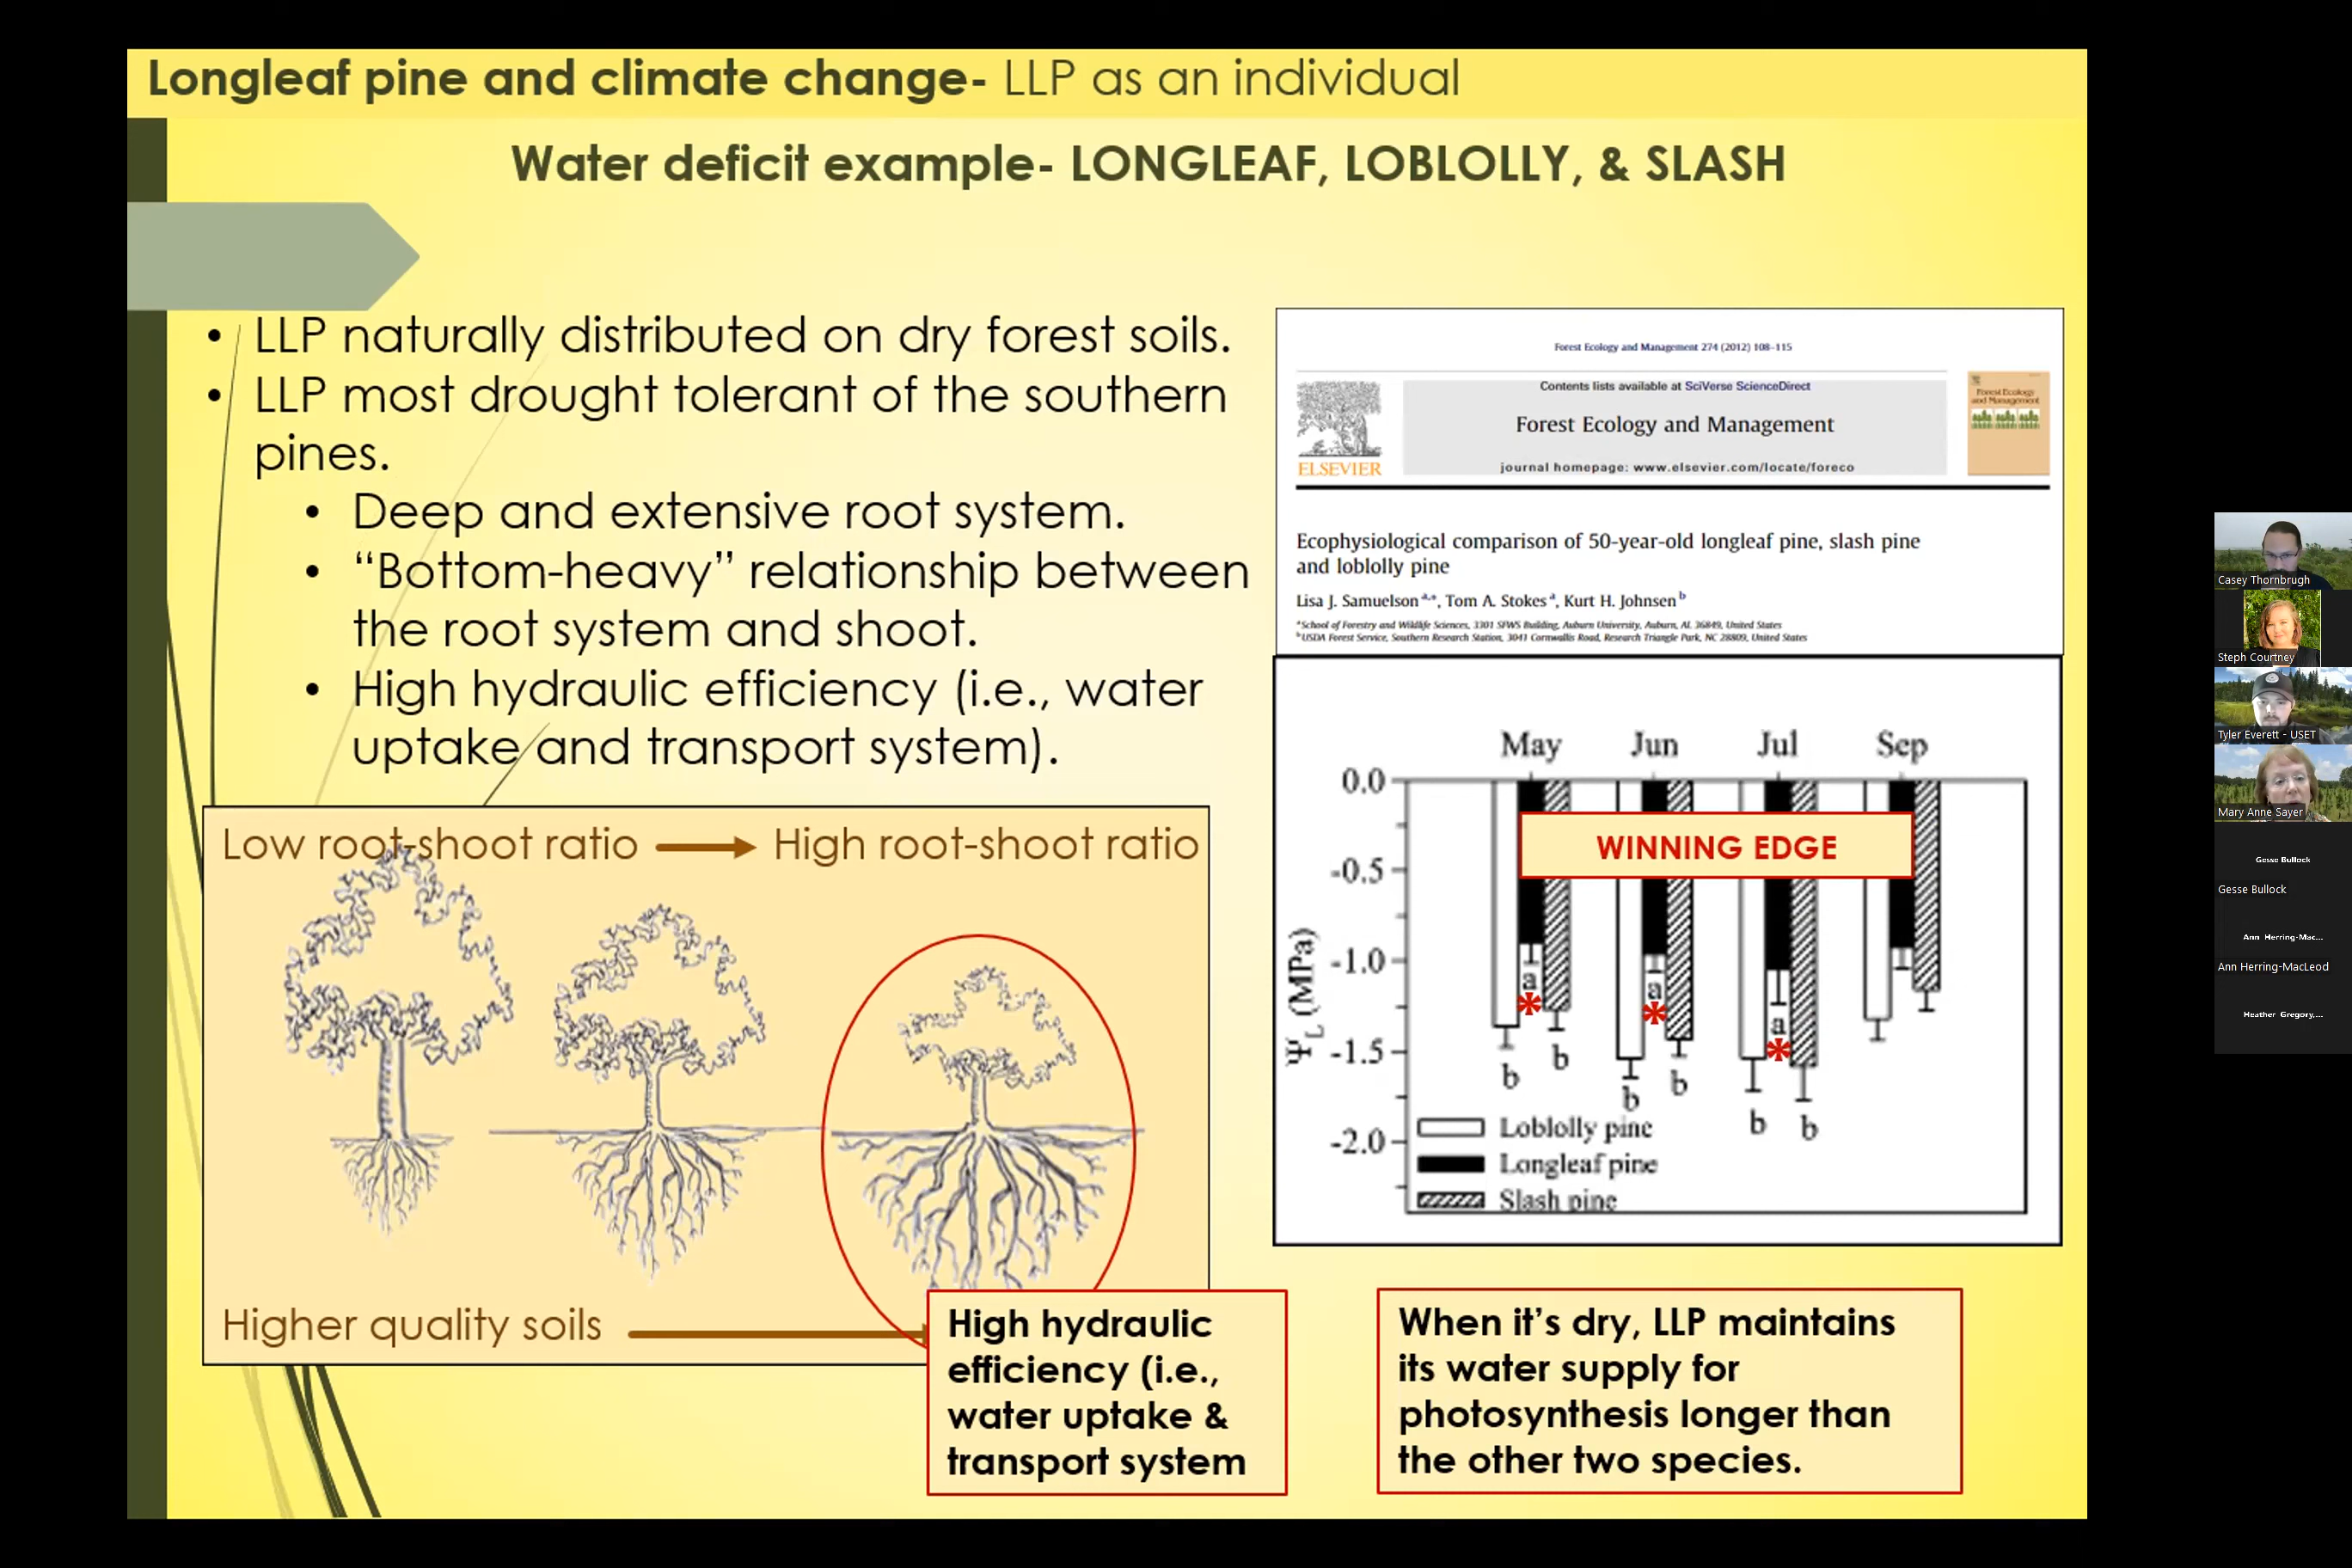 Longleaf pine and climate change- LLP as an individual
Water deficit example- LONGLEAF, LOBLOLLY, & SLASH
• LLP naturally distributed on dry forest soils.
• LLP most drought tolerant of the southern
pines.
• Deep and extensive root system.
• “Bottom-heavy” relationship between
the root system and shoot.
• High hydraulic efficiency (i.e., water
uptake and transport system).
Low root-shoot ratio
High root-shoot ratio
Higher quality soils
High hydraulic
efficiency (i.e.,
water uptake &
transport system
Forest Ecology and Management 274 (2012) 108–115
Contents lists available at SciVerse ScienceDirect
Forest Ecology and Management
journal homepage: www.elsevier.com/locate/foreco
ELSEVIER
Forest Ecology
and Management
Ecophysiological comparison of 50-year-old longleaf pine, slash pine
and loblolly pine
Lisa J. Samuelson a,*, Tom A. Stokes a, Kurt H. Johnsen b
a School of Forestry and Wildlife Sciences, 3301 SFWS Building, Auburn University, Auburn, AL 36849, United States
b USDA Forest Service, Southern Research Station, 3041 Cornwallis Road, Research Triangle Park, NC 28809, United States
May Jun Jul Sep
0.0
WINNING EDGE
-0.5
-1.0
-1.5
-2.0
ΨL (MPa)
a
*
b
b
a
*
b
b
a
*
b
b
Loblolly pine
Longleaf pine
Slash pine
When it’s dry, LLP maintains
its water supply for
photosynthesis longer than
the other two species.
Casey Thornbrugh
Steph Courtney
Tyler Everett - USET
Mary Anne Sayer
Gesse Bullock
Gesse Bullock
Ann Herring-Mac...
Ann Herring-MacLeod
Heather Gregory,...